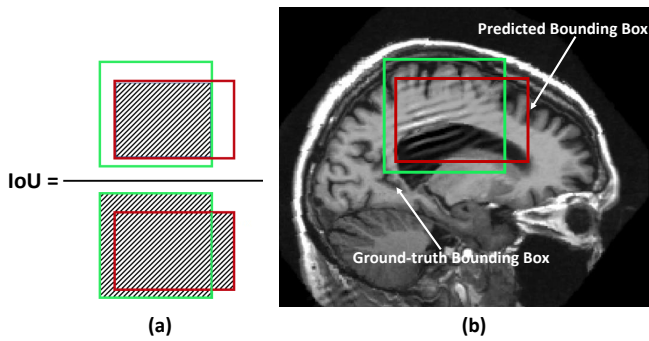 Predicted Bounding Box
IoU =
Ground-truth Bounding Box
(a)
(b)